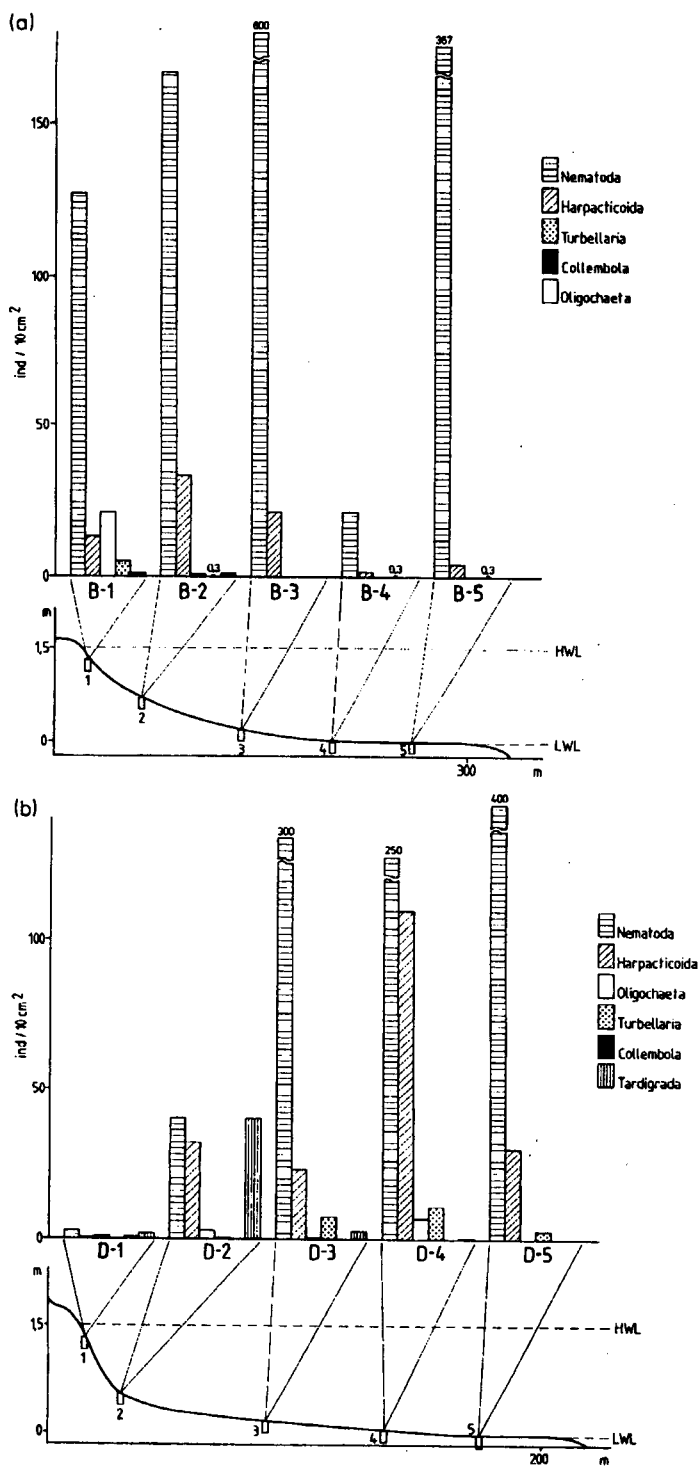 (a)
600
367
150
100
50
0
ind / 10 cm²
Nematoda
Harpacticoida
Turbellaria
Collembola
Oligochaeta
0,3
0,3
0,3
B-1
B-2
B-3
B-4
B-5
m
1,5
0
HWL
LWL
1
2
3
4
5
300
m
(b)
300
250
400
100
50
0
ind / 10 cm²
Nematoda
Harpacticoida
Oligochaeta
Turbellaria
Collembola
Tardigrada
D-1
D-2
D-3
D-4
D-5
m
1,5
0
HWL
LWL
1
2
3
4
5
200
m